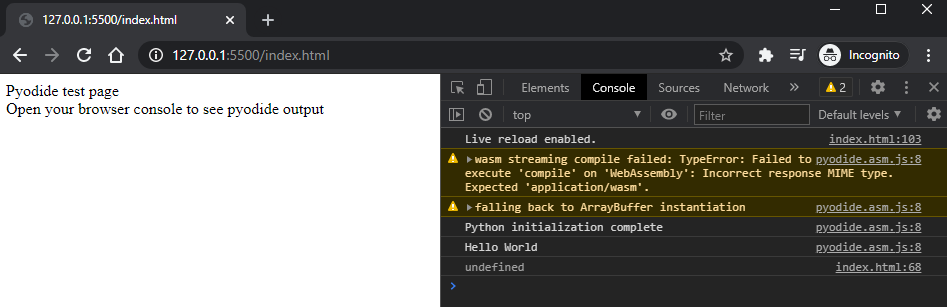 127.0.0.1:5500/index.html
127.0.0.1:5500/index.html
Incognito
Pyodide test page
Open your browser console to see pyodide output
Elements Console Sources Network 2
top Filter Default levels
Live reload enabled. index.html:103
wasm streaming compile failed: TypeError: Failed to pyodide.asm.js:8
execute 'compile' on 'WebAssembly': Incorrect response MIME type.
Expected 'application/wasm'.
falling back to ArrayBuffer instantiation pyodide.asm.js:8
Python initialization complete pyodide.asm.js:8
Hello World pyodide.asm.js:8
undefined index.html:68